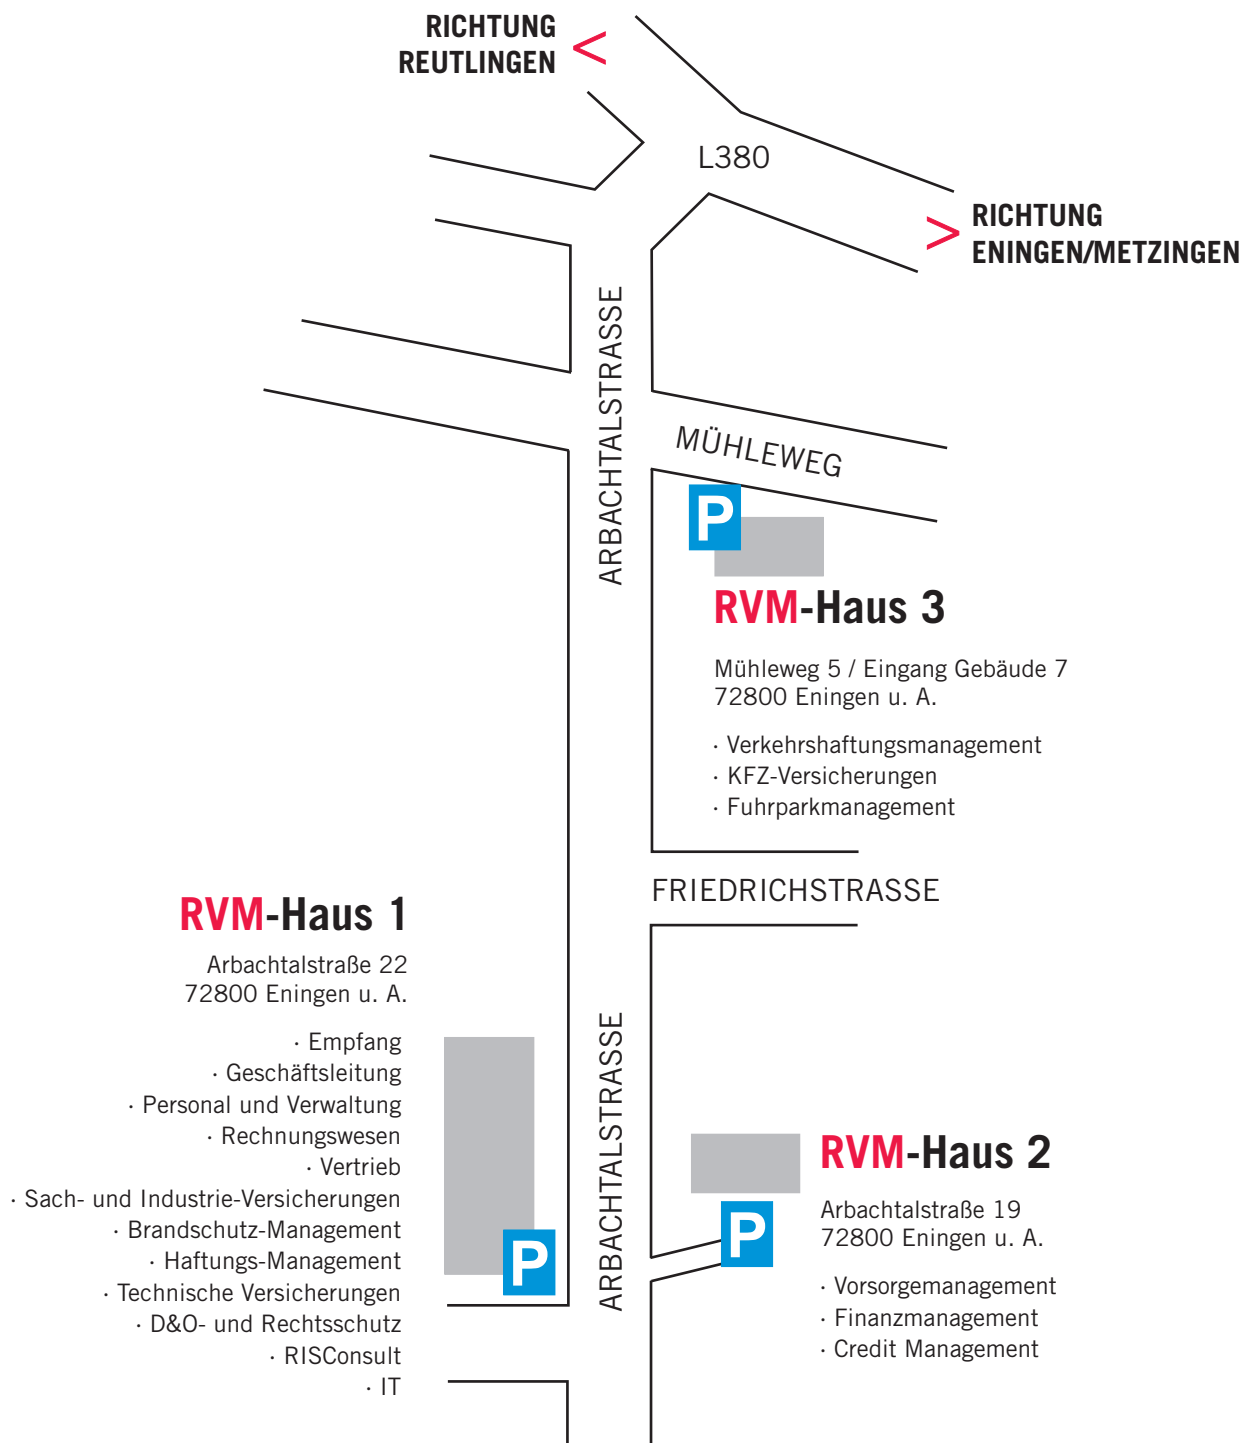 RICHTUNG
REUTLINGEN
<
L380
>
RICHTUNG
ENINGEN/METZINGEN
ARBACHTALSTRASSE
MÜHLEWEG
P
RVM-Haus 3
Mühleweg 5 / Eingang Gebäude 7
72800 Eningen u. A.
· Verkehrshaftungsmanagement
· KFZ-Versicherungen
· Fuhrparkmanagement
FRIEDRICHSTRASSE
RVM-Haus 1
Arbachtalstraße 22
72800 Eningen u. A.
· Empfang
· Geschäftsleitung
· Personal und Verwaltung
· Rechnungswesen
· Vertrieb
· Sach- und Industrie-Versicherungen
· Brandschutz-Management
· Haftungs-Management
· Technische Versicherungen
· D&O- und Rechtsschutz
· RISConsult
· IT
P
ARBACHTALSTRASSE
RVM-Haus 2
P
Arbachtalstraße 19
72800 Eningen u. A.
· Vorsorgemanagement
· Finanzmanagement
· Credit Management